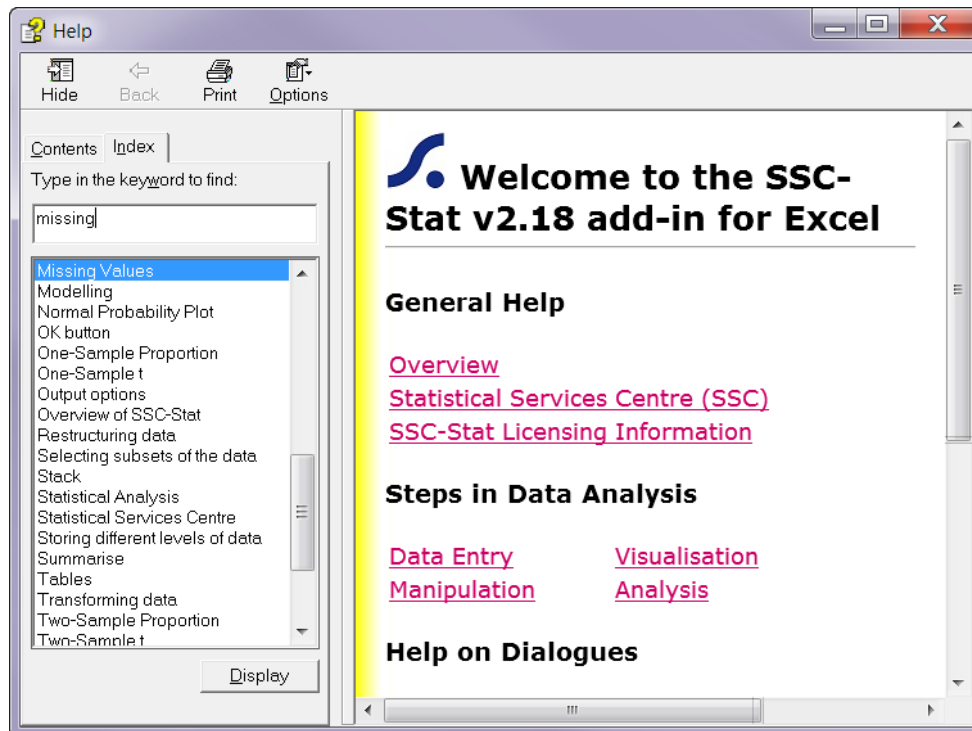 Help
Hide Back Print Options
Contents Index
Type in the keyword to find:
missing
Missing Values
Modelling
Normal Probability Plot
OK button
One-Sample Proportion
One-Sample t
Output options
Overview of SSC-Stat
Restructuring data
Selecting subsets of the data
Stack
Statistical Analysis
Statistical Services Centre
Storing different levels of data
Summarise
Tables
Transforming data
Two-Sample Proportion
Two-Sample t
Display
Welcome to the SSC-
Stat v2.18 add-in for Excel
General Help
Overview
Statistical Services Centre (SSC)
SSC-Stat Licensing Information
Steps in Data Analysis
Data Entry Visualisation
Manipulation Analysis
Help on Dialogues